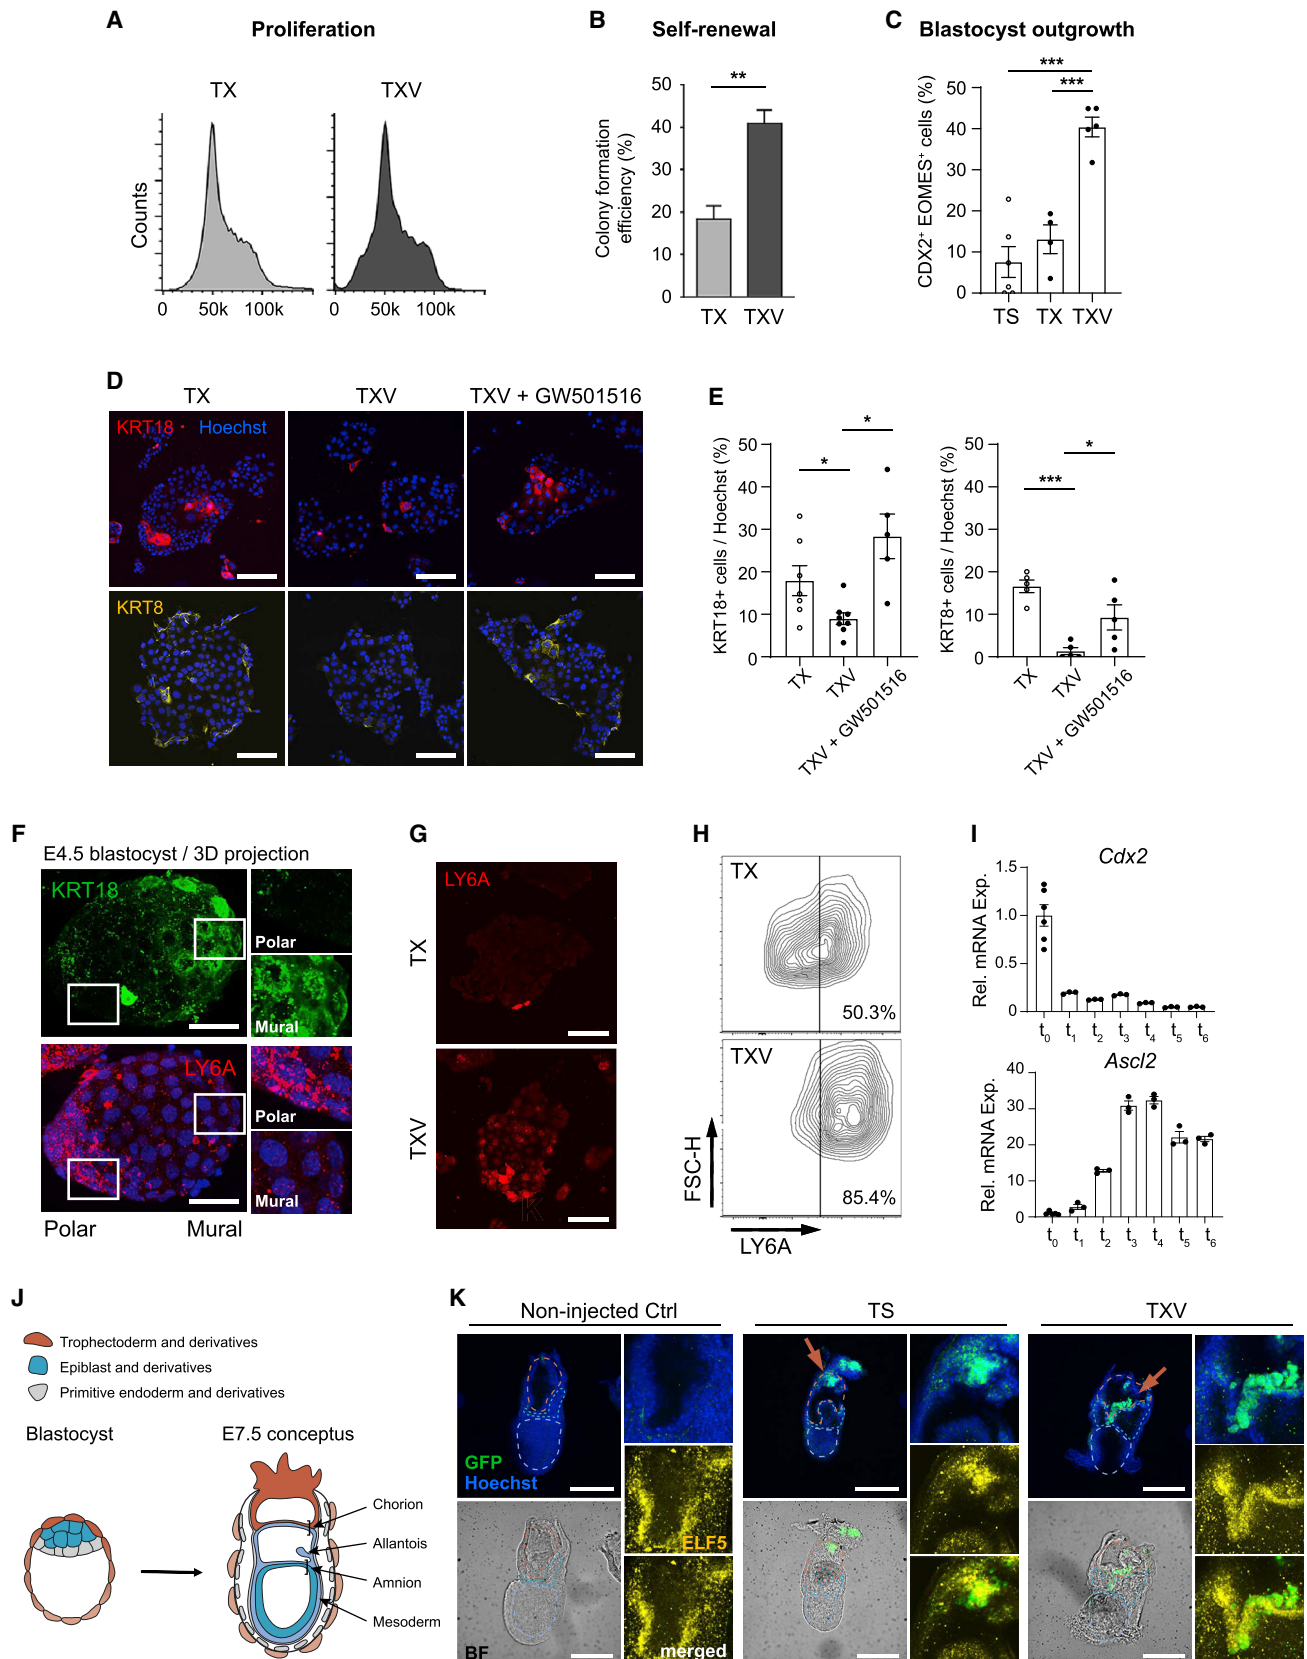 A
Proliferation
TX
TXV
Counts
0 50k 100k
0 50k 100k
B
Self-renewal
Colony formation
efficiency (%)
50
40
30
20
10
0
**
TX TXV
C
Blastocyst outgrowth
CDX2+ EOMES+ cells (%)
50
40
30
20
10
0
***
***
TS TX TXV
D
TX TXV TXV + GW501516
KRT18 Hoechst
KRT8
E
KRT18+ cells / Hoechst (%)
50
40
30
20
10
0
*
*
TX
TXV
TXV + GW501516
KRT8+ cells / Hoechst (%)
50
40
30
20
10
0
*
***
TX
TXV
TXV + GW501516
F
E4.5 blastocyst / 3D projection
KRT18
Polar
Mural
LY6A
Polar
Mural
Polar Mural
G
LY6A
TX
TXV
K
H
TX
50.3%
TXV
85.4%
FSC-H
LY6A
I
Cdx2
Rel. mRNA Exp.
1.5
1.0
0.5
0
t0 t1 t2 t3 t4 t5 t6
Ascl2
Rel. mRNA Exp.
40
30
20
10
0
t0 t1 t2 t3 t4 t5 t6
J
Trophectoderm and derivatives
Epiblast and derivatives
Primitive endoderm and derivatives
Blastocyst
E7.5 conceptus
Chorion
Allantois
Amnion
Mesoderm
K
Non-injected Ctrl TS TXV
GFP
Hoechst
ELF5
BF
merged